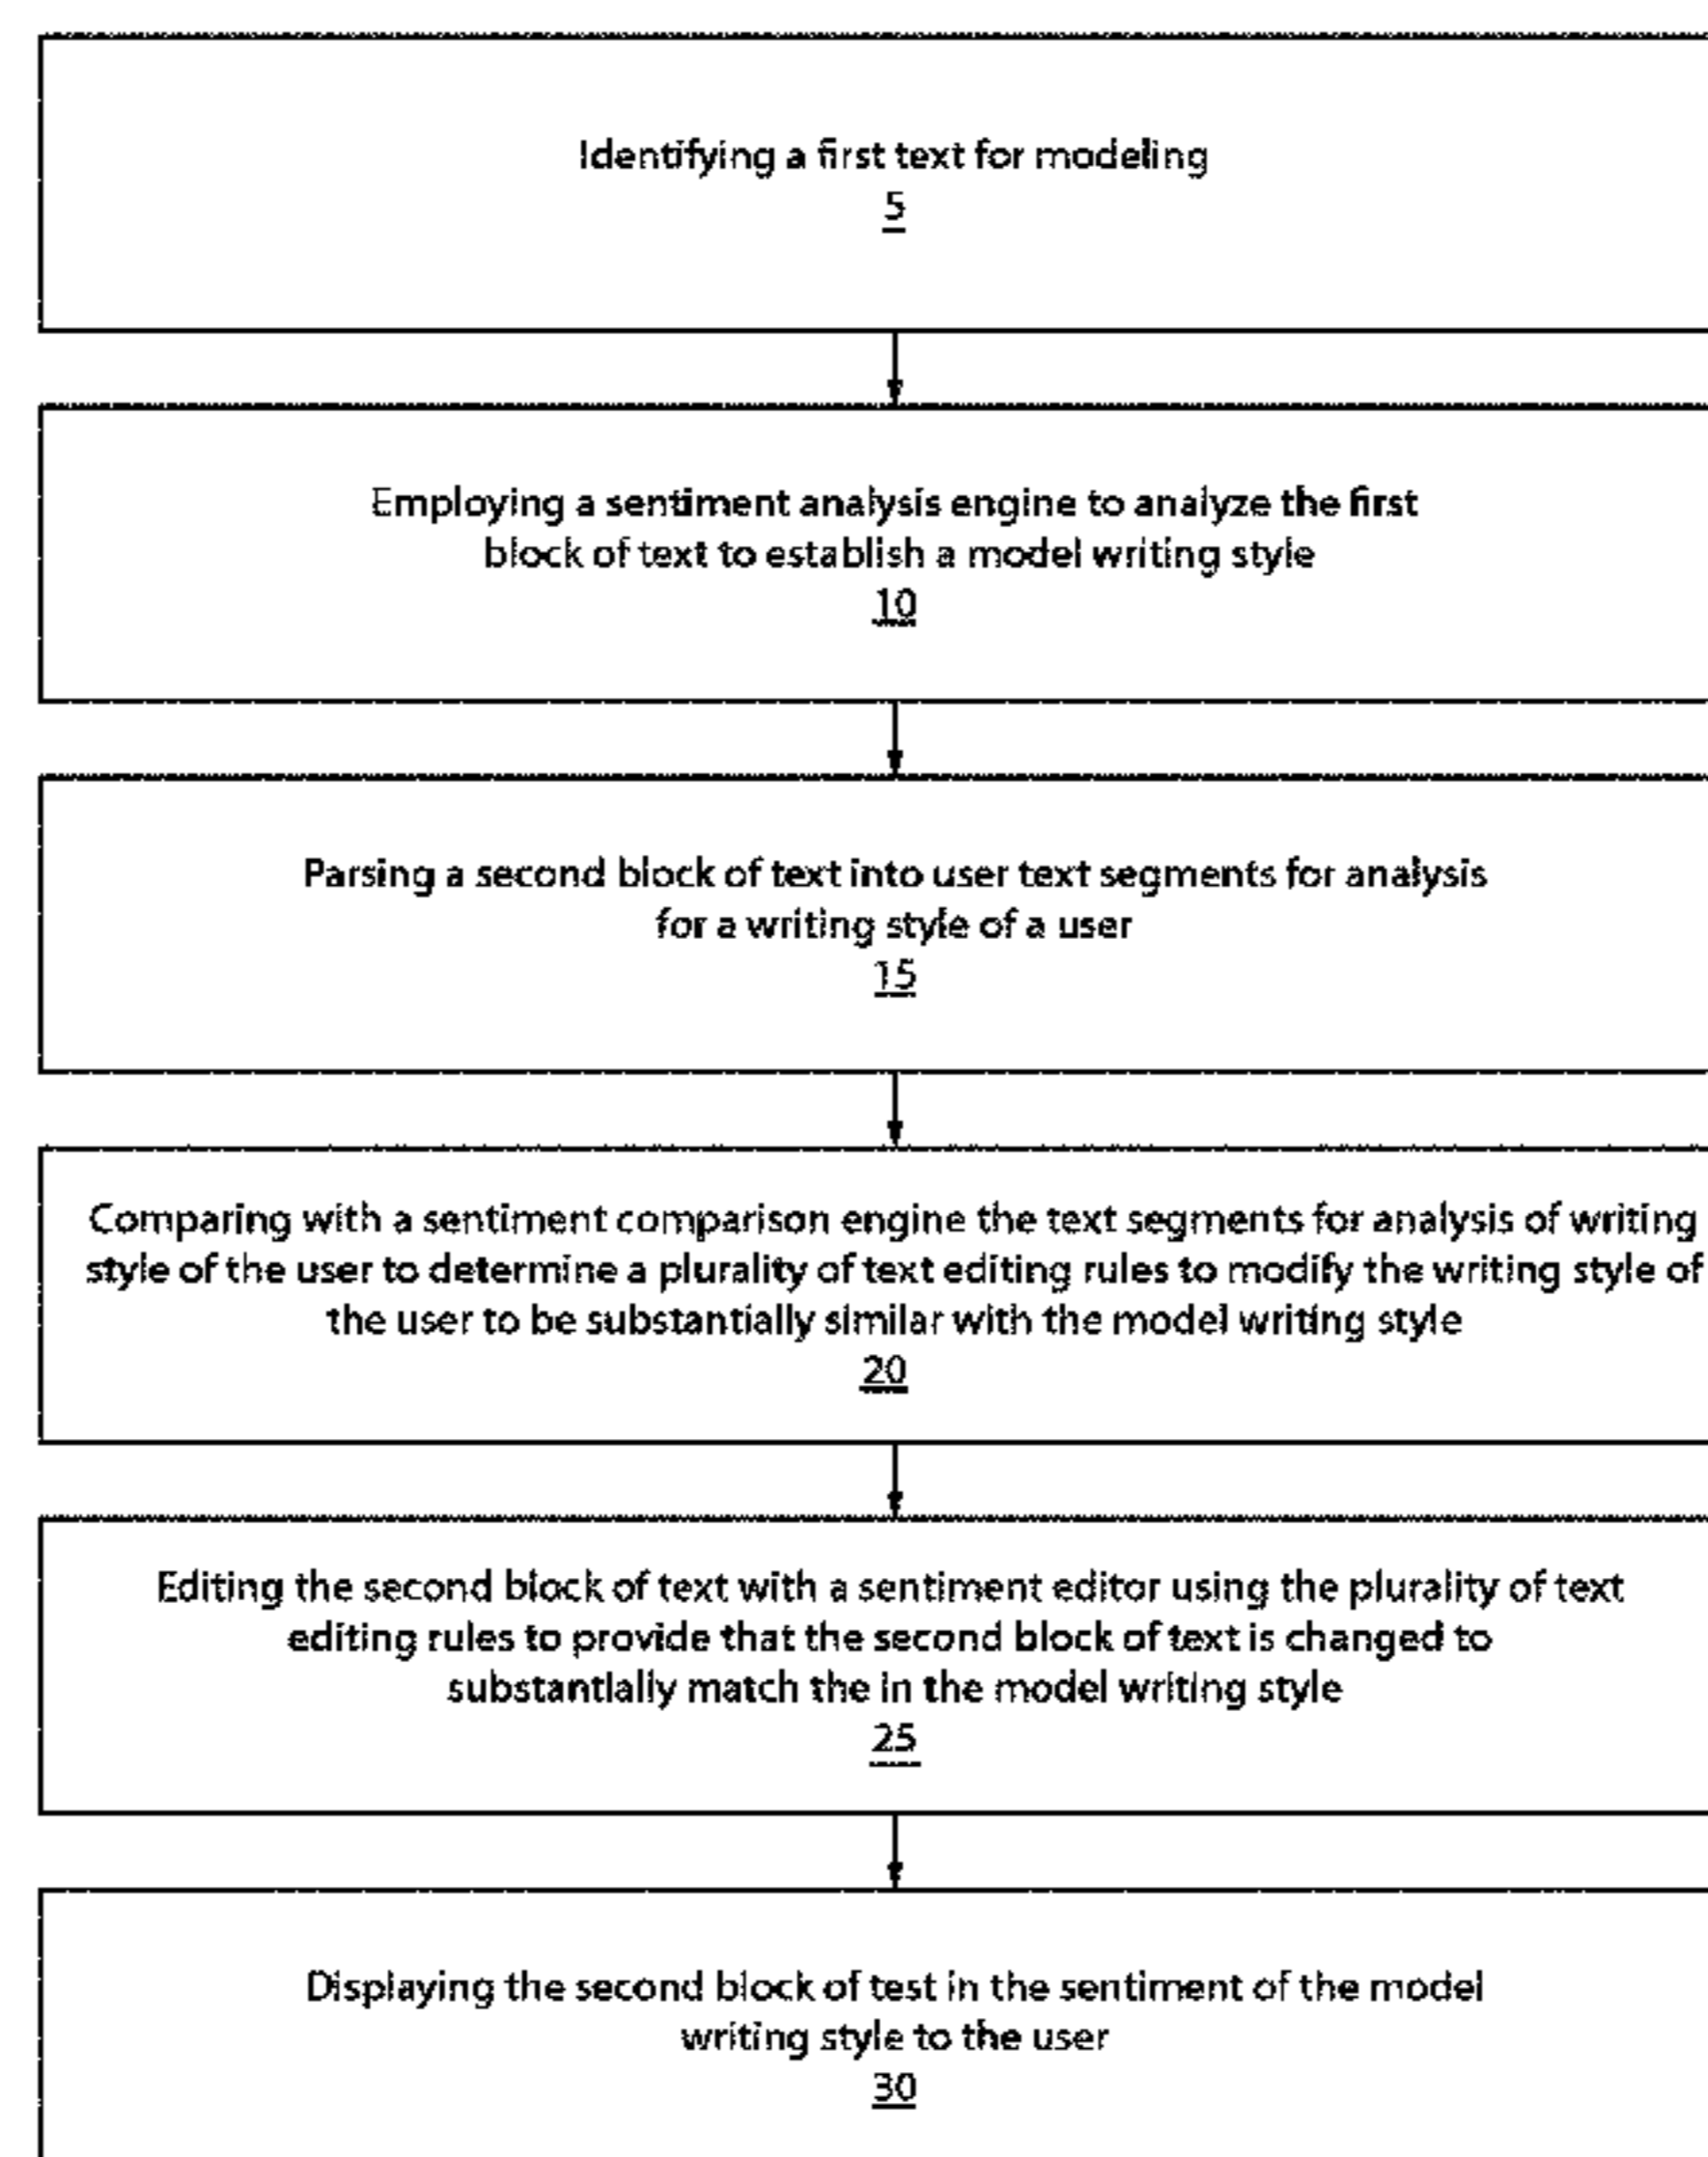 Identifying a first text for modeling
5
Employing a sentiment analysis engine to analyze the first
block of text to establish a model writing style
10
Parsing a second block of text into user text segments for analysis
for a writing style of a user
15
Comparing with a sentiment comparison engine the text segments for analysis of writing
style of the user to determine a plurality of text editing rules to modify the writing style of
the user to be substantially similar with the model writing style
20
Editing the second block of text with a sentiment editor using the plurality of text
editing rules to provide that the second block of text is changed to
substantially match the in the model writing style
25
Displaying the second block of test in the sentiment of the model
writing style to the user
30